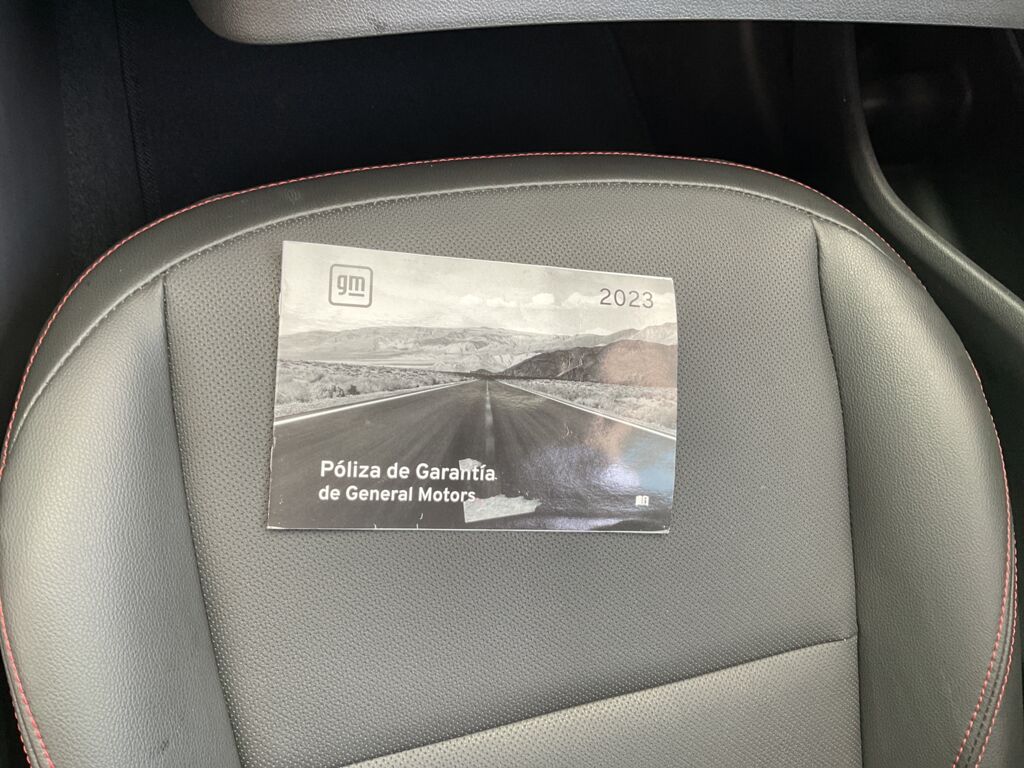 gm
2023
Póliza de Garantía
de General Motors